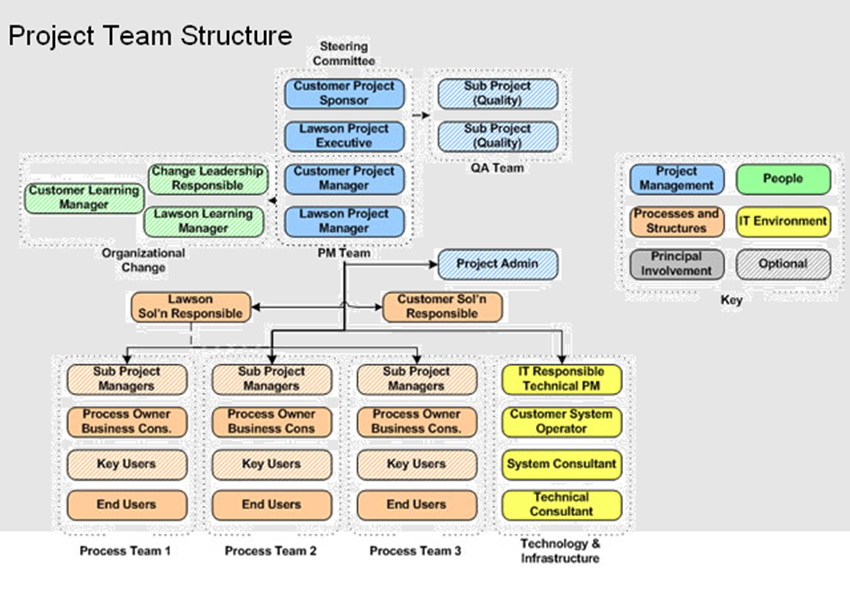 Project Team Structure
Steering
Committee
Customer Project
Sponsor
Lawson Project
Executive
Customer Project
Manager
Lawson Project
Manager
PM Team
Sub Project
(Quality)
Sub Project
(Quality)
QA Team
Customer Learning
Manager
Change Leadership
Responsible
Lawson Learning
Manager
Organizational
Change
Project
Management
People
Processes and
Structures
IT Environment
Principal
Involvement
Optional
Key
Project Admin
Lawson
Sol'n Responsible
Customer Sol'n
Responsible
Sub Project
Managers
Process Owner
Business Cons.
Key Users
End Users
Process Team 1
Sub Project
Managers
Process Owner
Business Cons
Key Users
End Users
Process Team 2
Sub Project
Managers
Process Owner
Business Cons.
Key Users
End Users
Process Team 3
IT Responsible
Technical PM
Customer System
Operator
System Consultant
Technical
Consultant
Technology &
Infrastructure